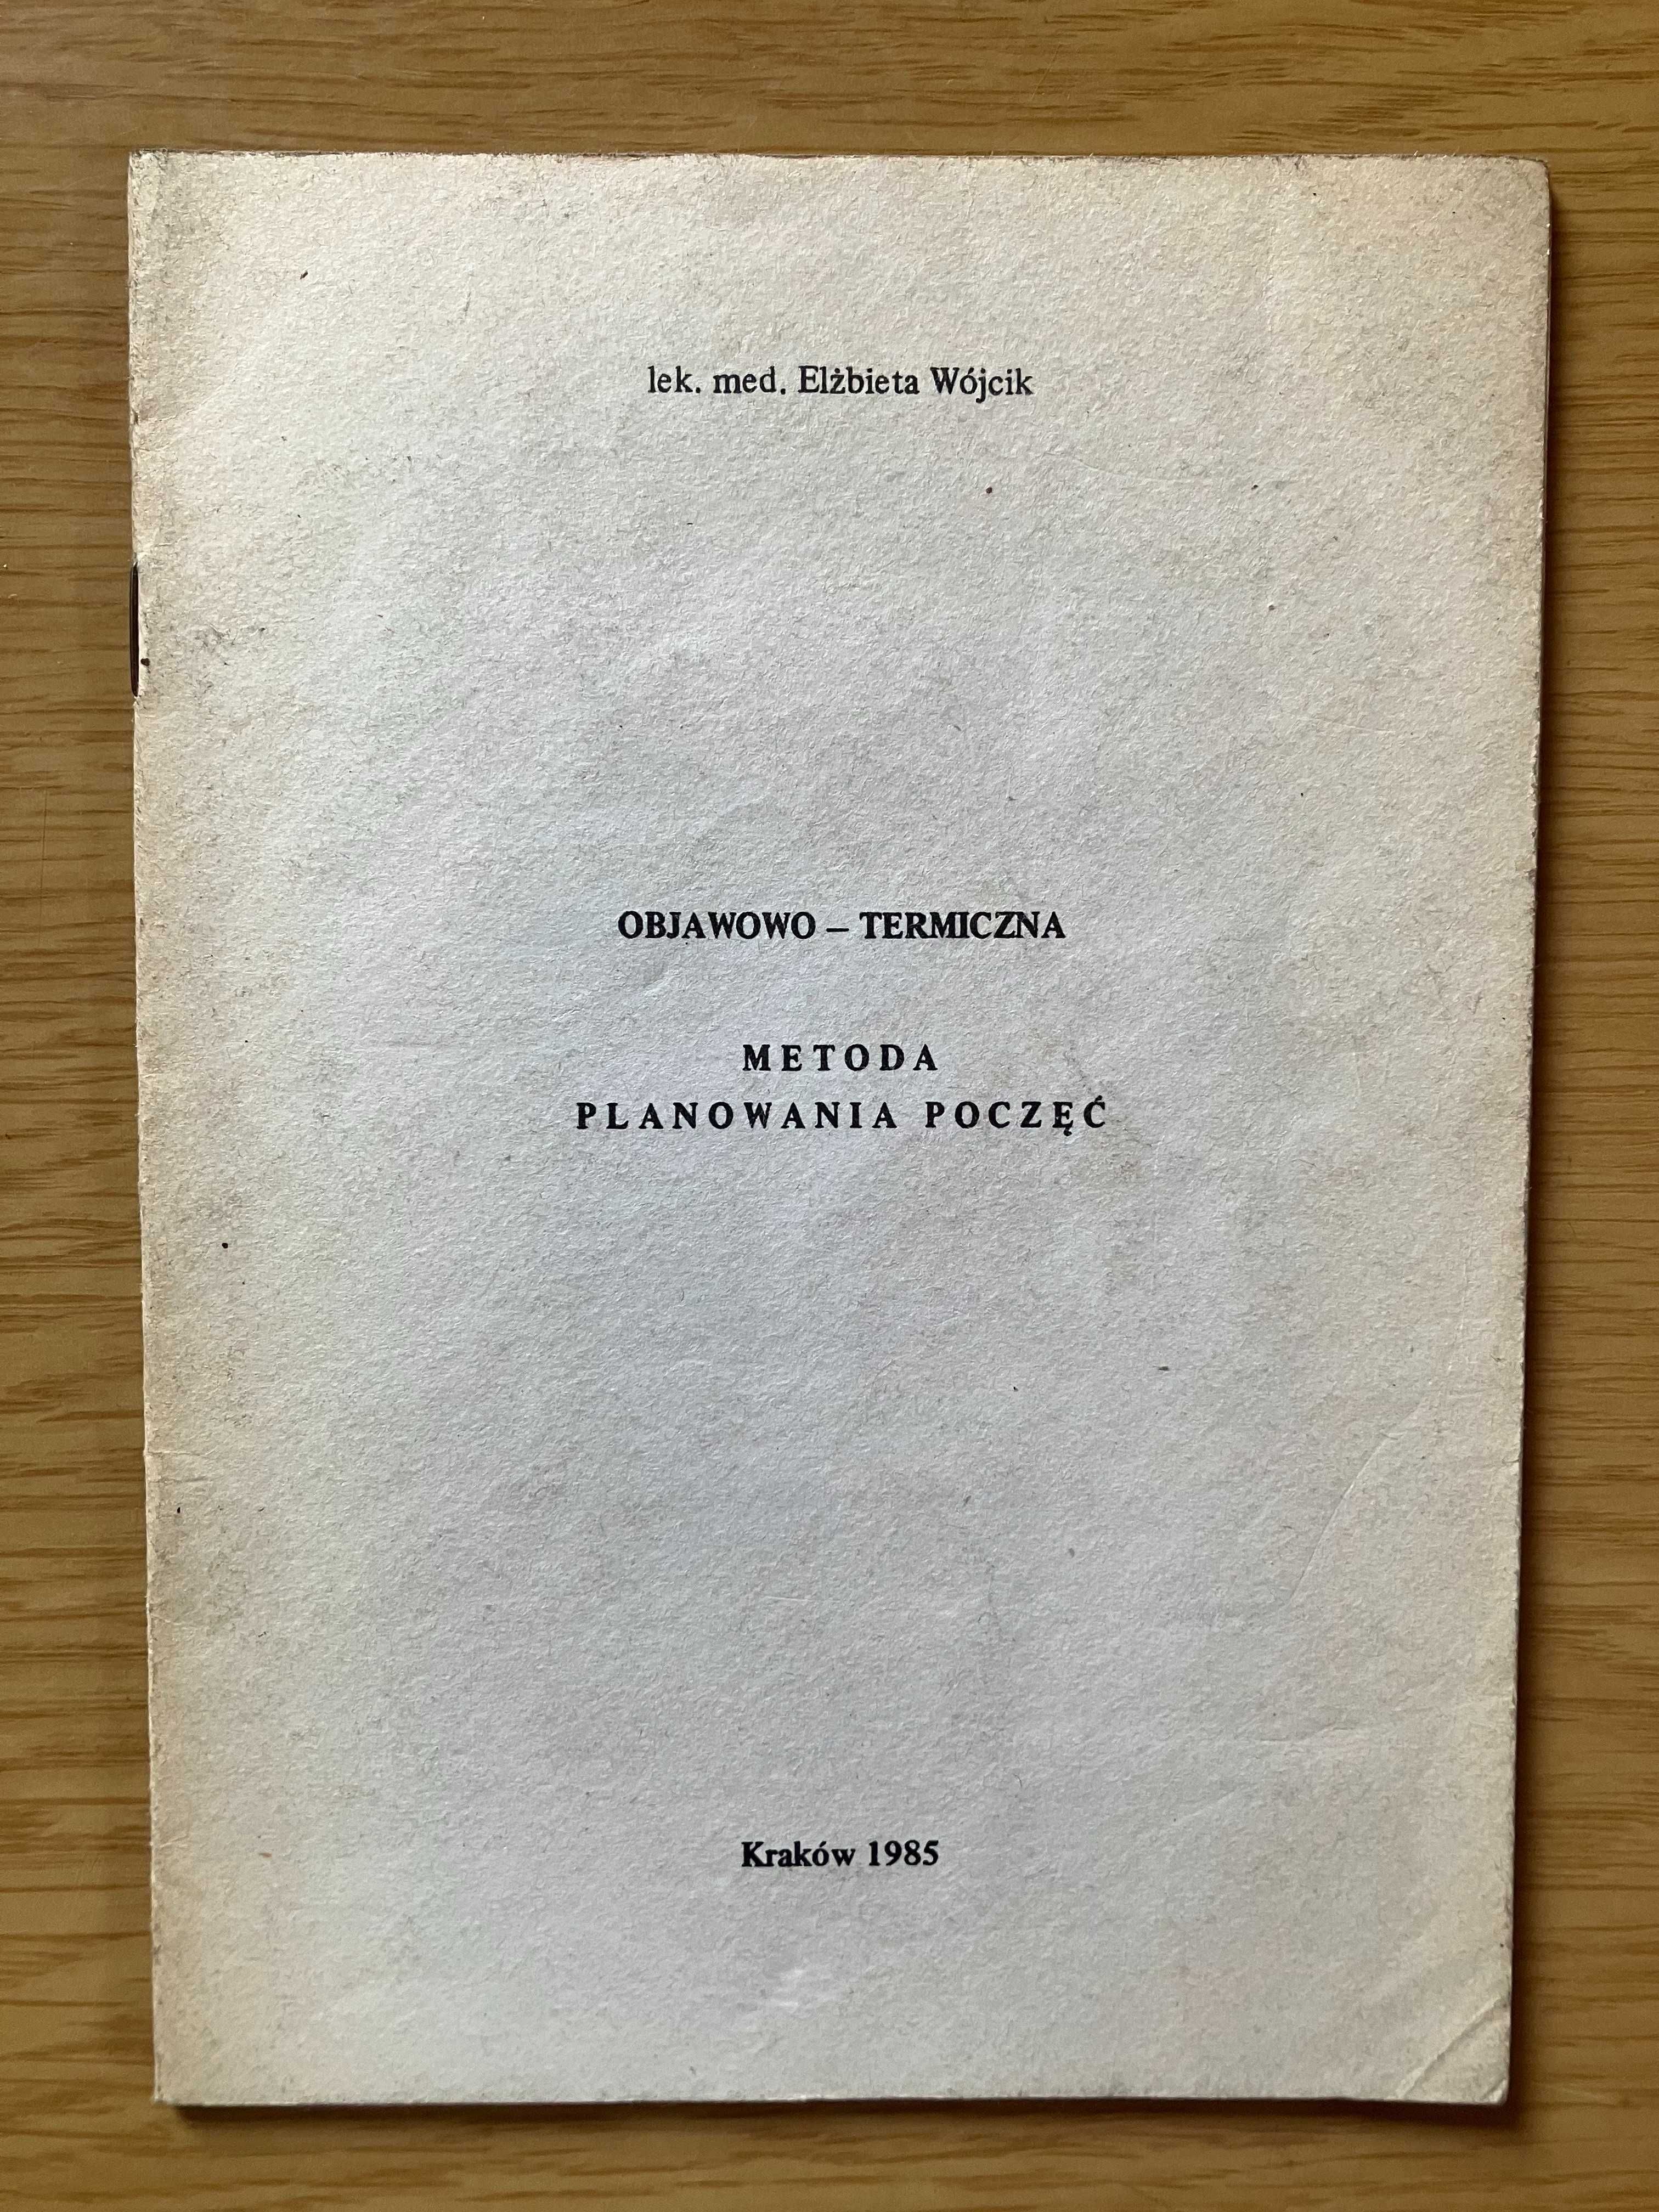 lek. med. Elżbieta Wójcik
OBJAWOWO – TERMICZNA
METODA
PLANOWANIA POCZĘĆ
Kraków 1985